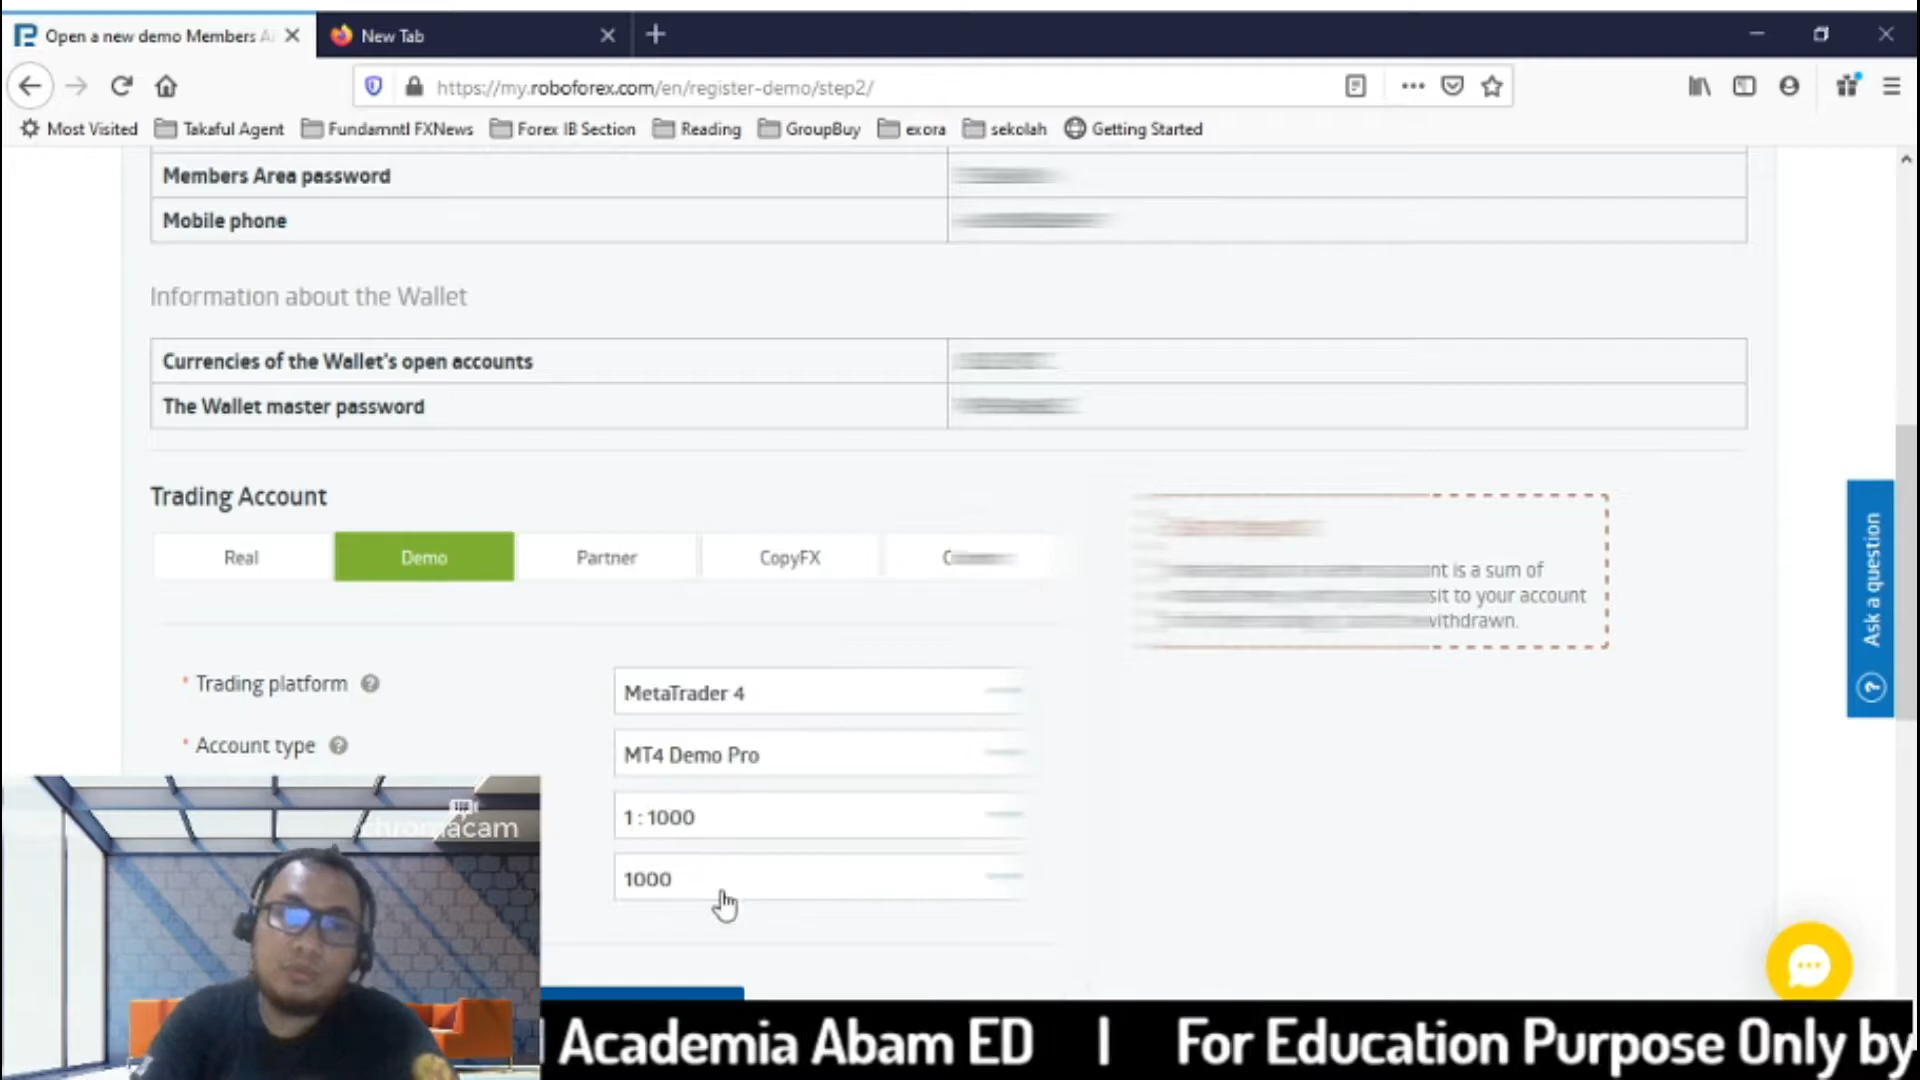 Open a new demo Members A
New Tab
https://my.roboforex.com/en/register-demo/step2/
Most Visited Takaful Agent Fundamntl FXNews Forex IB Section Reading GroupBuy exora sekolah Getting Started
Members Area password
Mobile phone
Information about the Wallet
Currencies of the Wallet's open accounts
The Wallet master password
Trading Account
Real Demo Partner CopyFX
nt is a sum of
sit to your account
withdrawn.
* Trading platform
MetaTrader 4
* Account type
MT4 Demo Pro
1:1000
1000
Ask a question
chromacam
Academia Abam ED | For Education Purpose Only by